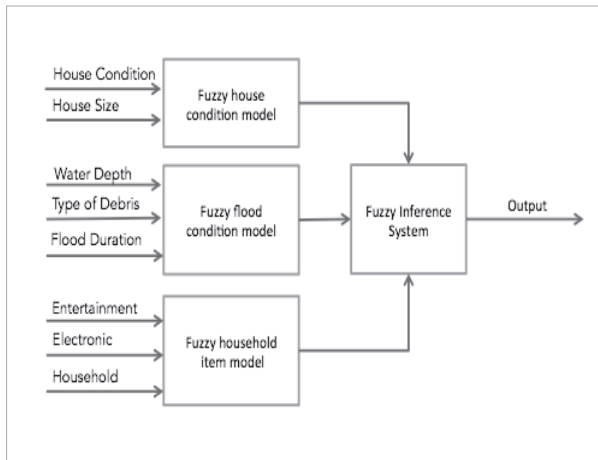 House Condition
House Size
Fuzzy house
condition model
Water Depth
Type of Debris
Flood Duration
Fuzzy flood
condition model
Fuzzy Inference
System
Output
Entertainment
Electronic
Household
Fuzzy household
item model